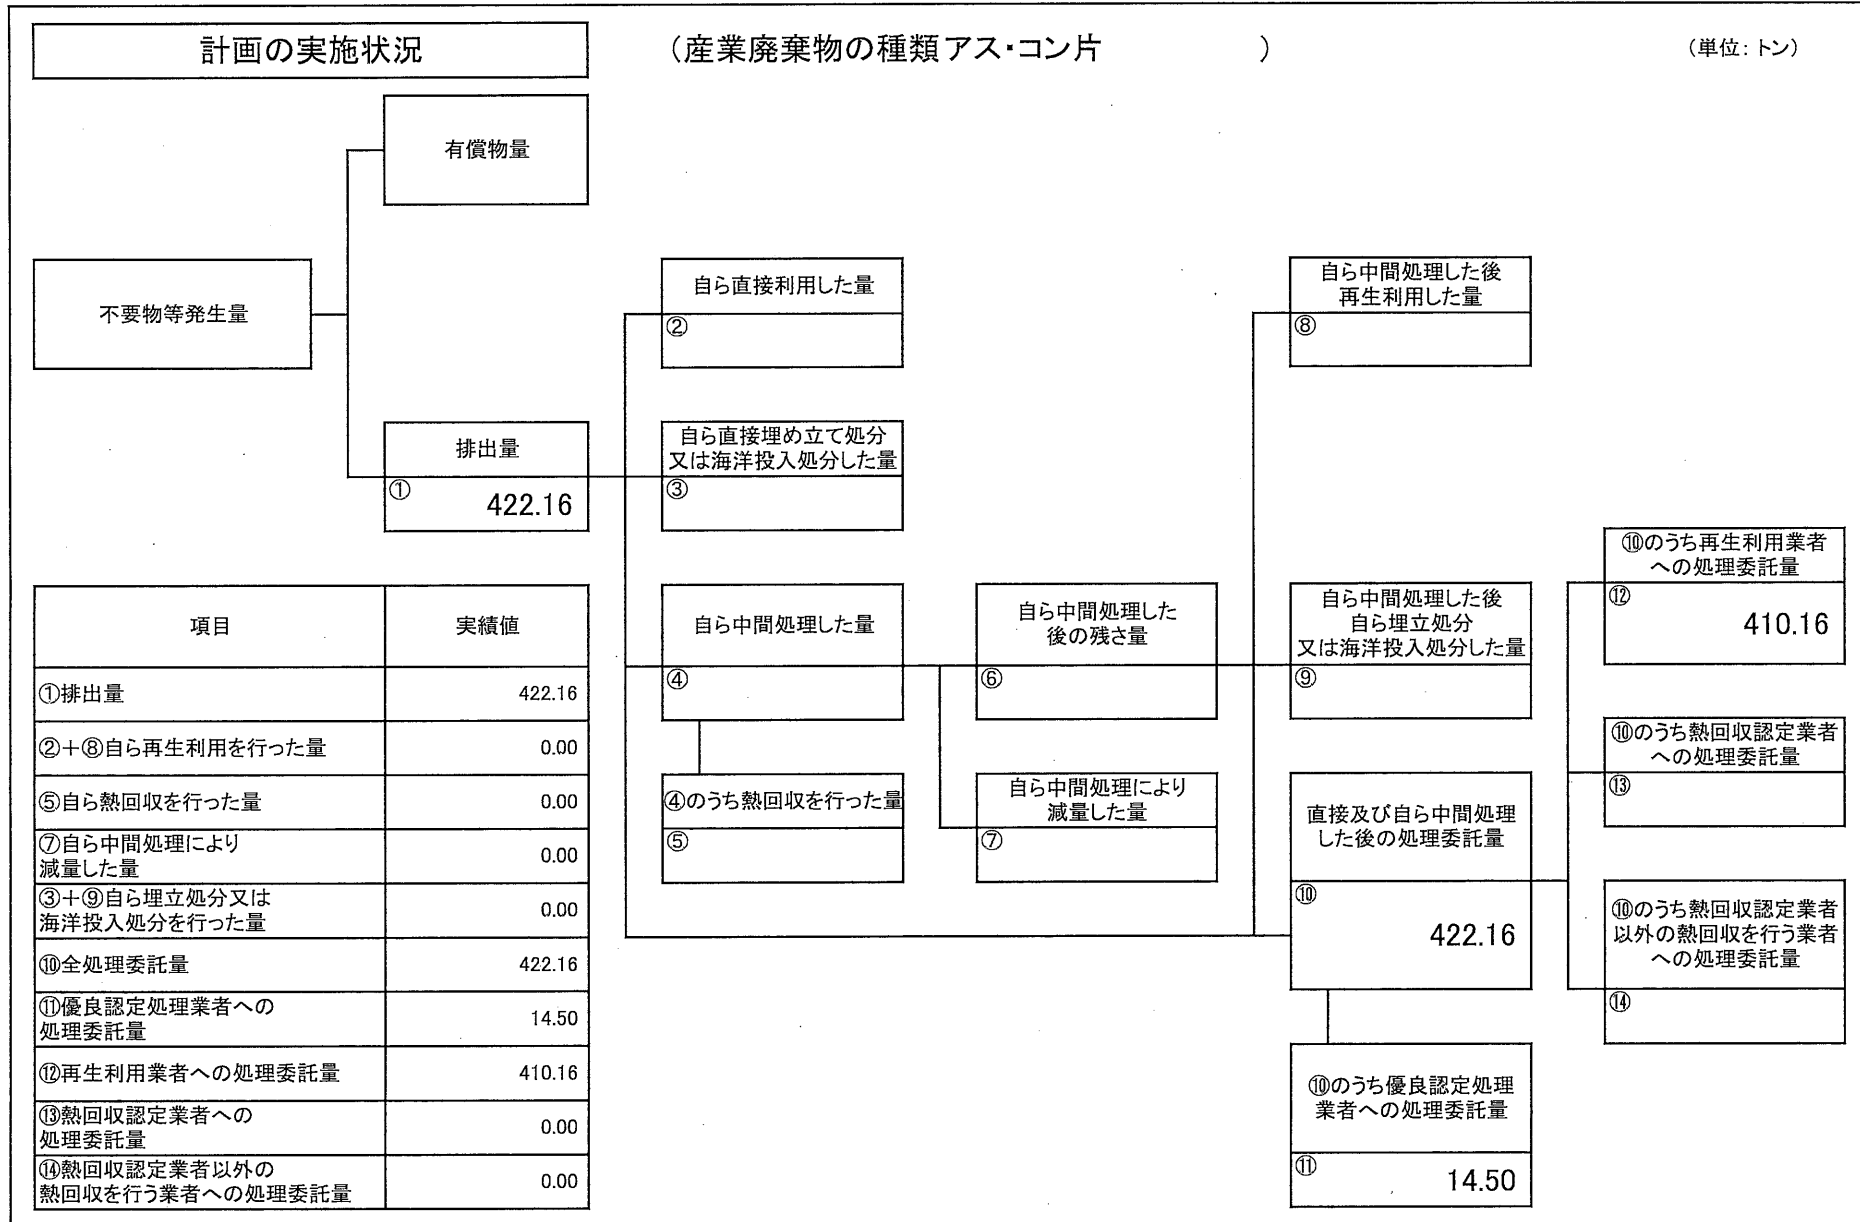 計画の実施状況
（産業廃棄物の種類アス・コン片　　　　　）
（単位：トン）
有償物量
不要物等発生量
排出量
①
422.16
自ら直接利用した量
②
自ら直接埋め立て処分
又は海洋投入処分した量
③
自ら中間処理した量
④
④のうち熱回収を行った量
⑤
自ら中間処理した
後の残さ量
⑥
自ら中間処理により
減量した量
⑦
自ら中間処理した後
再生利用した量
⑧
自ら中間処理した後
自ら埋立処分
又は海洋投入処分した量
⑨
直接及び自ら中間処理
した後の処理委託量
⑩
422.16
⑩のうち優良認定処理
業者への処理委託量
⑪
14.50
⑩のうち再生利用業者
への処理委託量
⑫
410.16
⑩のうち熱回収認定業者
への処理委託量
⑬
⑩のうち熱回収認定業者
以外の熱回収を行う業者
への処理委託量
⑭
項目 実績値
①排出量 422.16
②＋⑧自ら再生利用を行った量 0.00
⑤自ら熱回収を行った量 0.00
⑦自ら中間処理により
減量した量 0.00
③＋⑨自ら埋立処分又は
海洋投入処分を行った量 0.00
⑩全処理委託量 422.16
⑪優良認定処理業者への
処理委託量 14.50
⑫再生利用業者への処理委託量 410.16
⑬熱回収認定業者への
処理委託量 0.00
⑭熱回収認定業者以外の
熱回収を行う業者への処理委託量 0.00